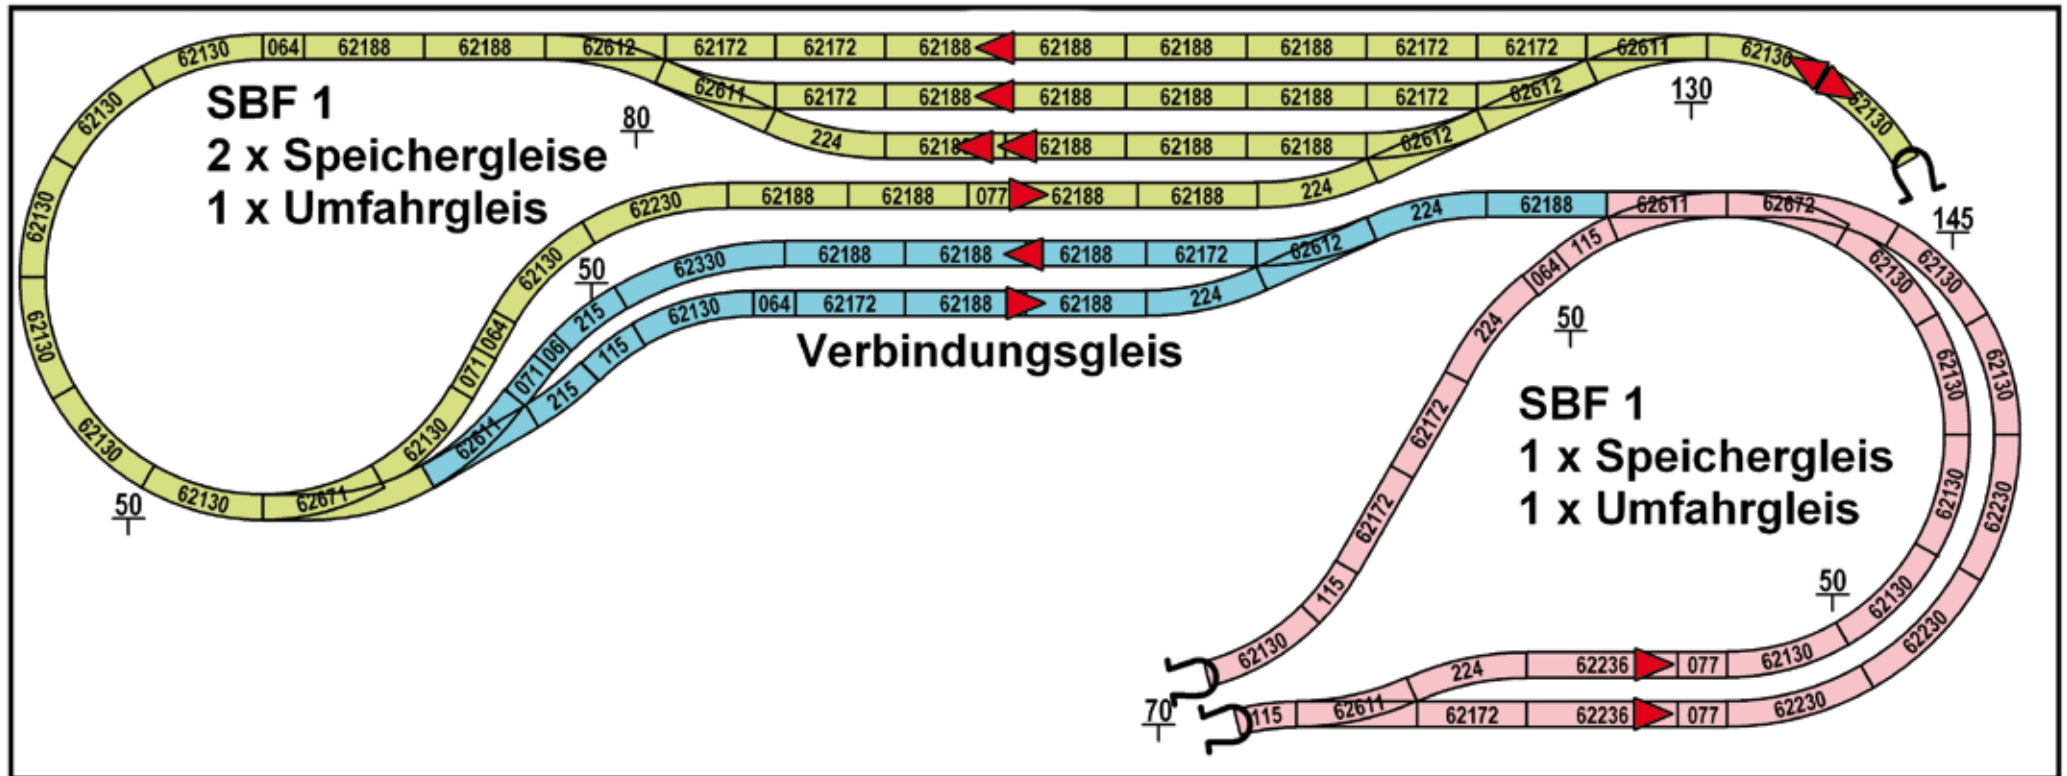 62130 064 62188 62188 62612 62172 62172 62188 62188 62188 62188 62172 62172 62611 62130
62130
62130
62130
62130
62130
SBF 1
2 x Speichergleise
1 x Umfahrgleis
80
62611 62172 62188 62188 62188 62188 62172 62612
130
62130
224 62188 62188 62188 62188 62612
145
62230 62188 62188 077 62188 62188 224
62130
064
071
62130
62671
50
50
62330 62188 62188 62188 62172 62612 224 62188 62611 62672
215
06
071
62611
215
115
62130 064 62172 62188 62188 224
Verbindungsgleis
115
064
50
224
62172
62172
115
62130
70
62130 62130
62130 62130
62130 62230
62130 62230
SBF 1
1 x Speichergleis
1 x Umfahrgleis
50
224 62236 077 62130
115 62611 62172 62236 077 62230